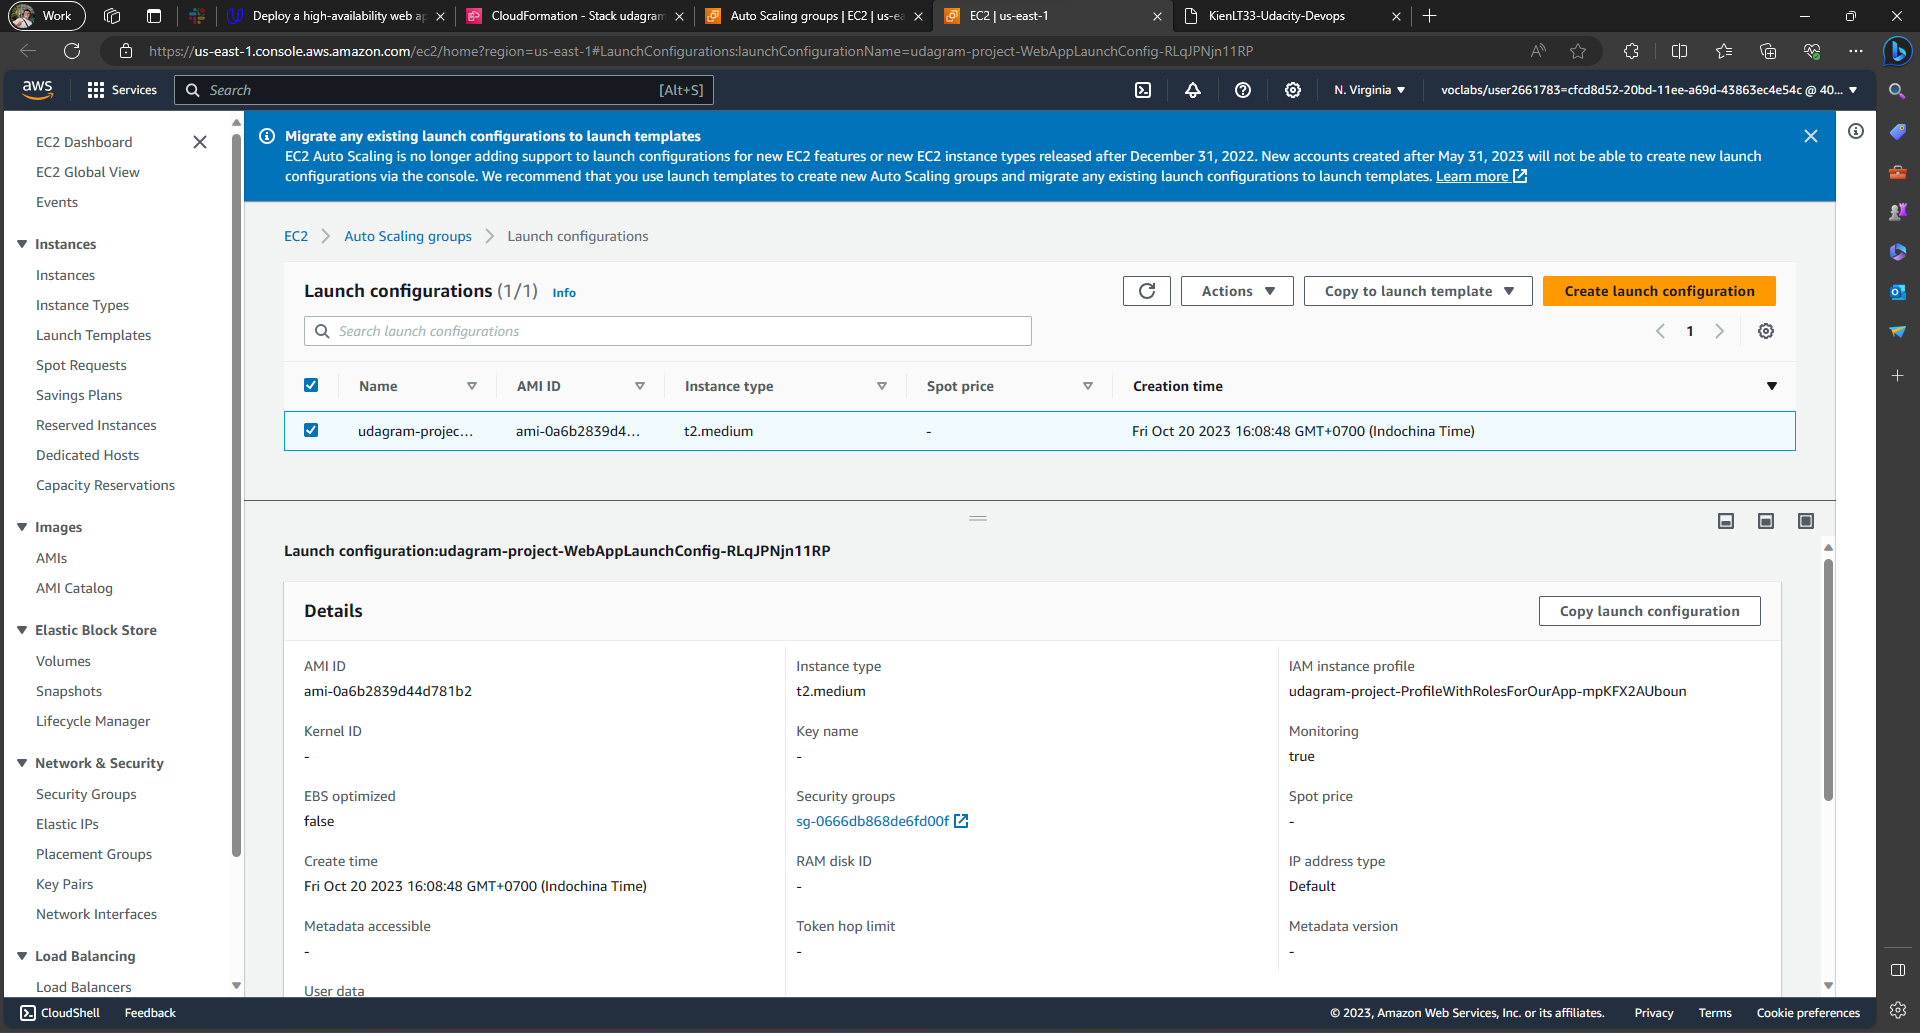 Work
Deploy a high-availability web ap
CloudFormation - Stack udagram
Auto Scaling groups | EC2 | us-ea
EC2 | us-east-1
KienLT33-Udacity-Devops
https://us-east-1.console.aws.amazon.com/ec2/home?region=us-east-1#LaunchConfigurations:launchConfigurationName=udagram-project-WebAppLaunchConfig-RLqJPNjn11RP
aws
Services
Search
[Alt+S]
N. Virginia
voclabs/user2661783=cfcd8d52-20bd-11ee-a69d-43863ec4e54c @ 40...
EC2 Dashboard
EC2 Global View
Events
Instances
Instances
Instance Types
Launch Templates
Spot Requests
Savings Plans
Reserved Instances
Dedicated Hosts
Capacity Reservations
Images
AMIs
AMI Catalog
Elastic Block Store
Volumes
Snapshots
Lifecycle Manager
Network & Security
Security Groups
Elastic IPs
Placement Groups
Key Pairs
Network Interfaces
Load Balancing
Load Balancers
Migrate any existing launch configurations to launch templates
EC2 Auto Scaling is no longer adding support to launch configurations for new EC2 features or new EC2 instance types released after December 31, 2022. New accounts created after May 31, 2023 will not be able to create new launch
configurations via the console. We recommend that you use launch templates to create new Auto Scaling groups and migrate any existing launch configurations to launch templates. Learn more
EC2 > Auto Scaling groups > Launch configurations
Launch configurations (1/1) Info
Actions
Copy to launch template
Create launch configuration
Search launch configurations
1
Name
AMI ID
Instance type
Spot price
Creation time
udagram-projec...
ami-0a6b2839d4...
t2.medium
-
Fri Oct 20 2023 16:08:48 GMT+0700 (Indochina Time)
Launch configuration:udagram-project-WebAppLaunchConfig-RLqJPNjn11RP
Details
Copy launch configuration
AMI ID
ami-0a6b2839d44d781b2
Instance type
t2.medium
IAM instance profile
udagram-project-ProfileWithRolesForOurApp-mpKFX2AUboun
Kernel ID
-
Key name
-
Monitoring
true
EBS optimized
false
Security groups
sg-0666db868de6fd00f
Spot price
-
Create time
Fri Oct 20 2023 16:08:48 GMT+0700 (Indochina Time)
RAM disk ID
-
IP address type
Default
Metadata accessible
-
Token hop limit
-
Metadata version
-
User data
CloudShell
Feedback
© 2023, Amazon Web Services, Inc. or its affiliates.
Privacy
Terms
Cookie preferences